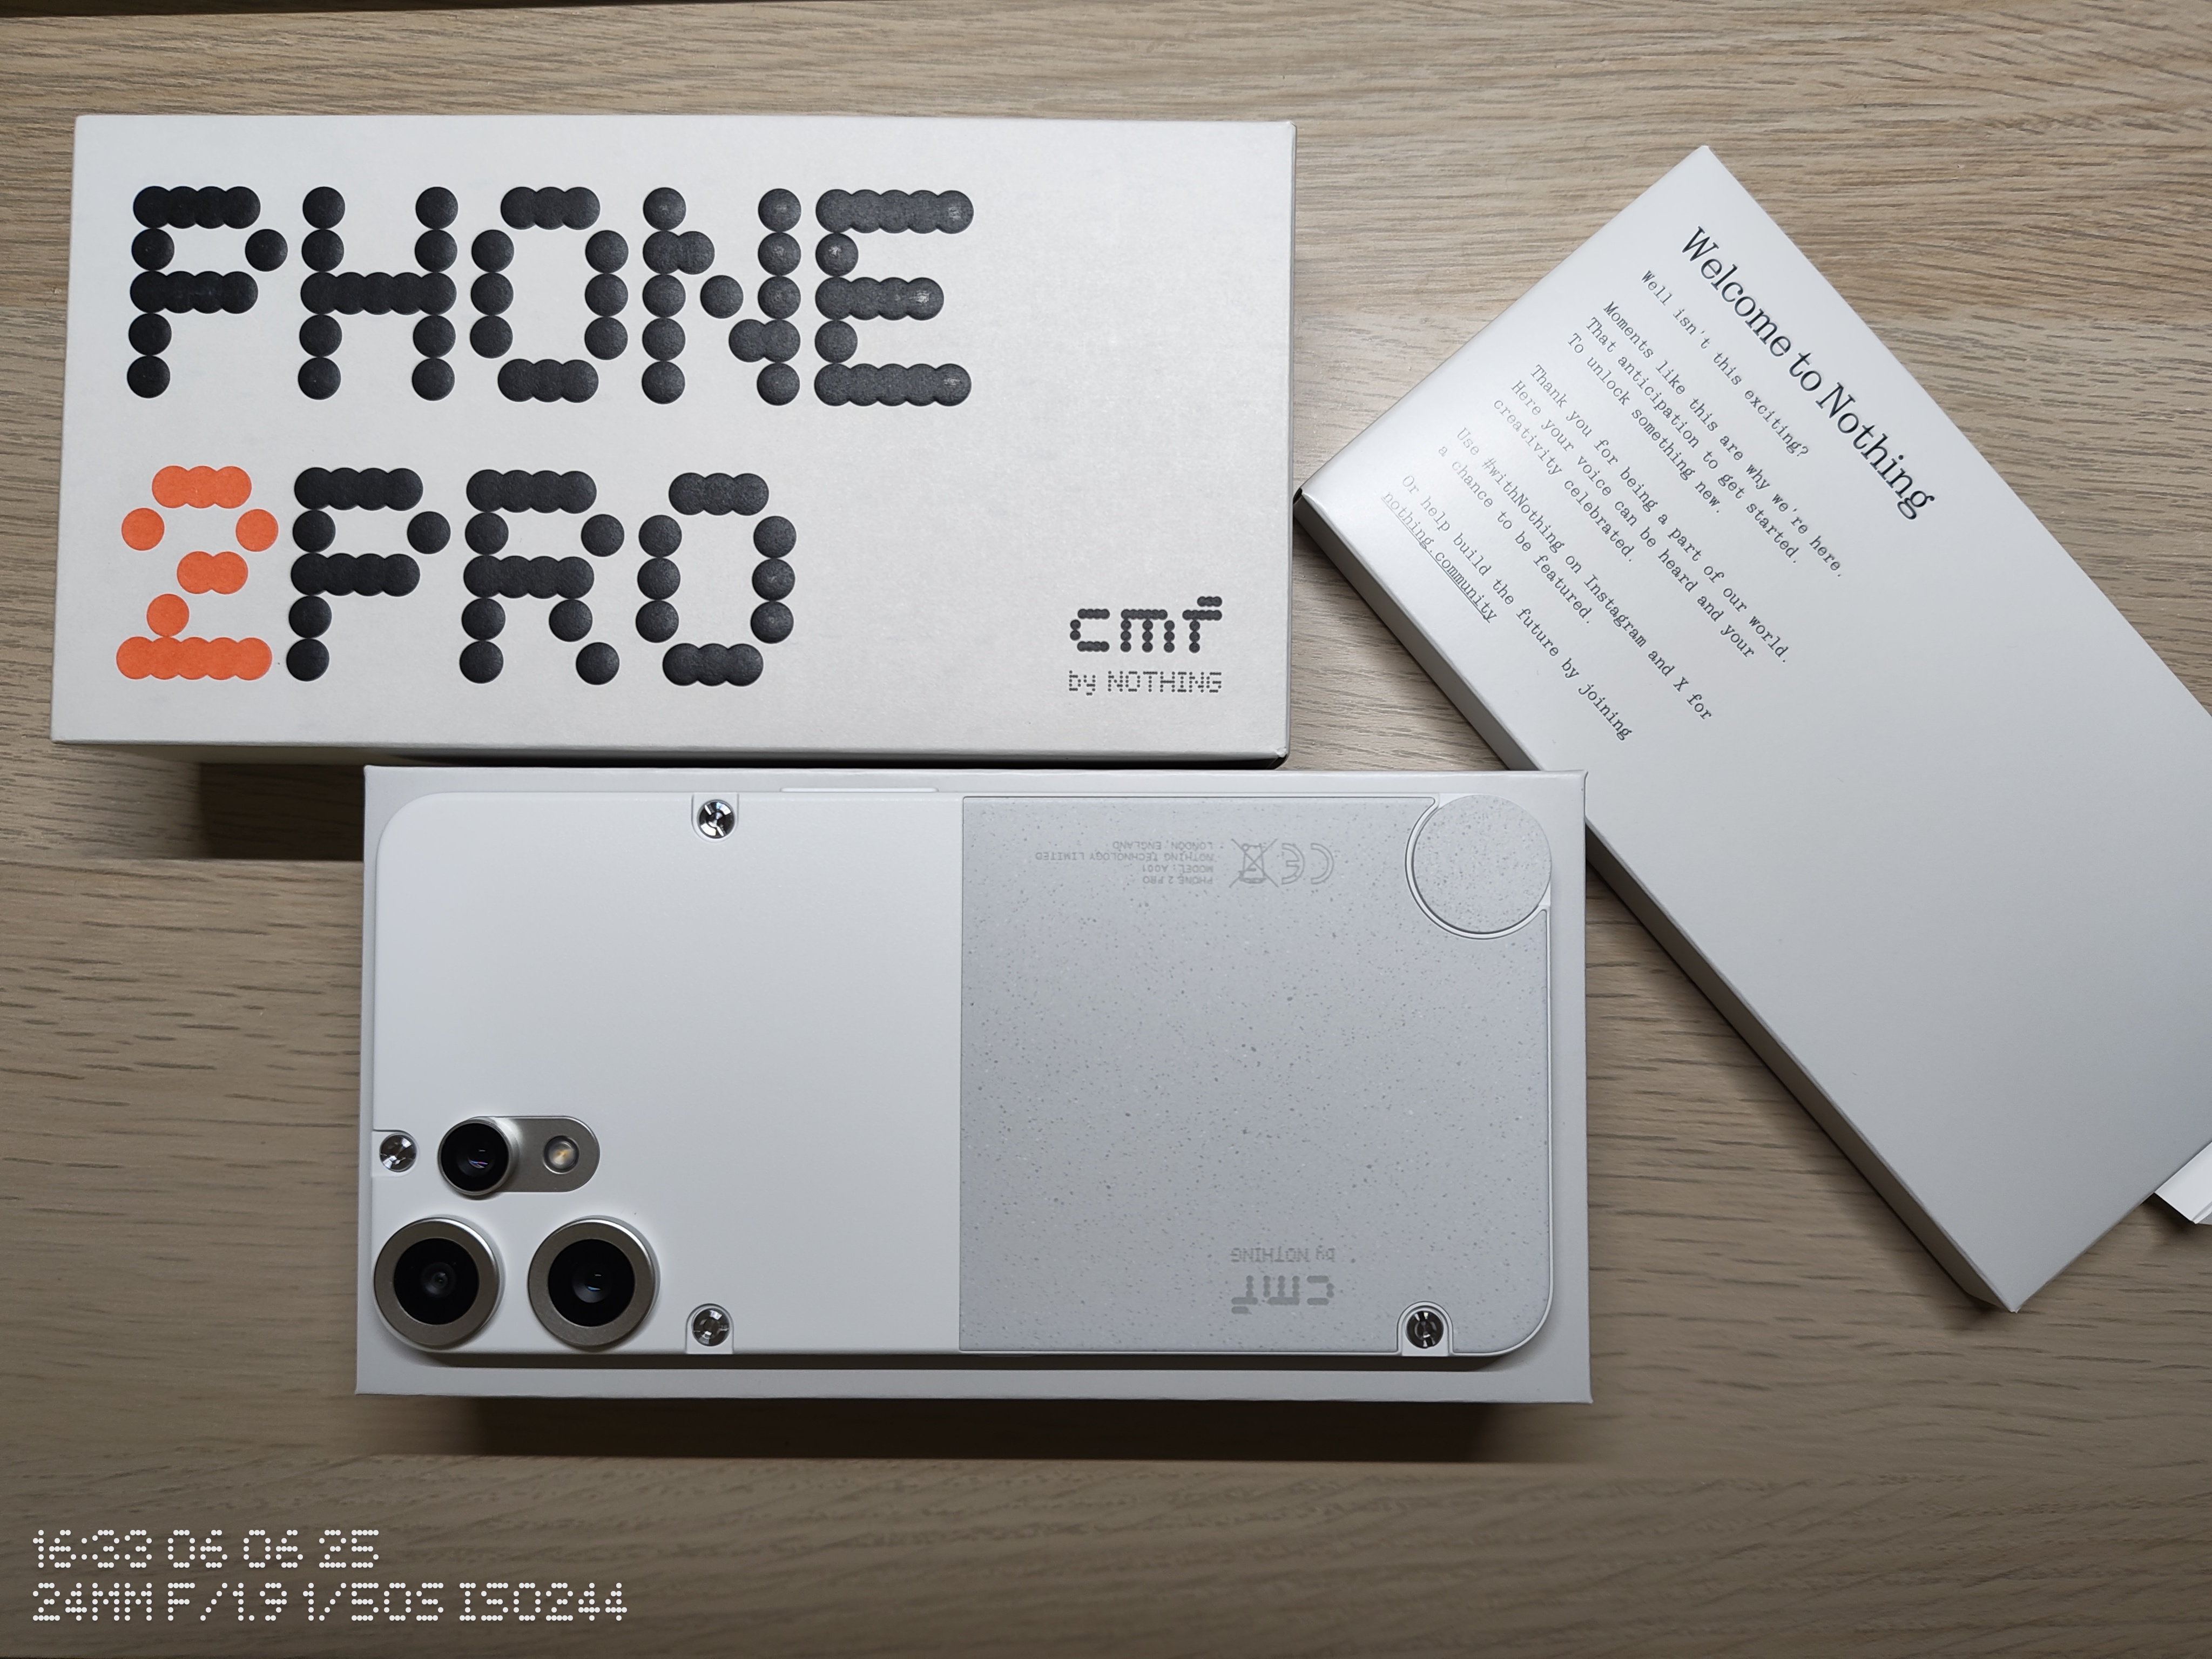 PHONE
2 PRO
cmf
by NOTHING
Welcome to Nothing
Well isn't this exciting?
Moments like this are why we're here.
That anticipation to get started.
To unlock something new.
Thank you for being a part of our world.
Here your voice can be heard and your
creativity celebrated.
Use #withNothing on Instagram and X for
a chance to be featured.
Or help build the future by joining
nothing.community
PHONE 2 PRO
MODEL: A001
NOTHING TECHNOLOGY LIMITED
LONDON, ENGLAND
CE
cmf
by NOTHING
16:33 06 06 25
24MM F/1.9 1/50S ISO244